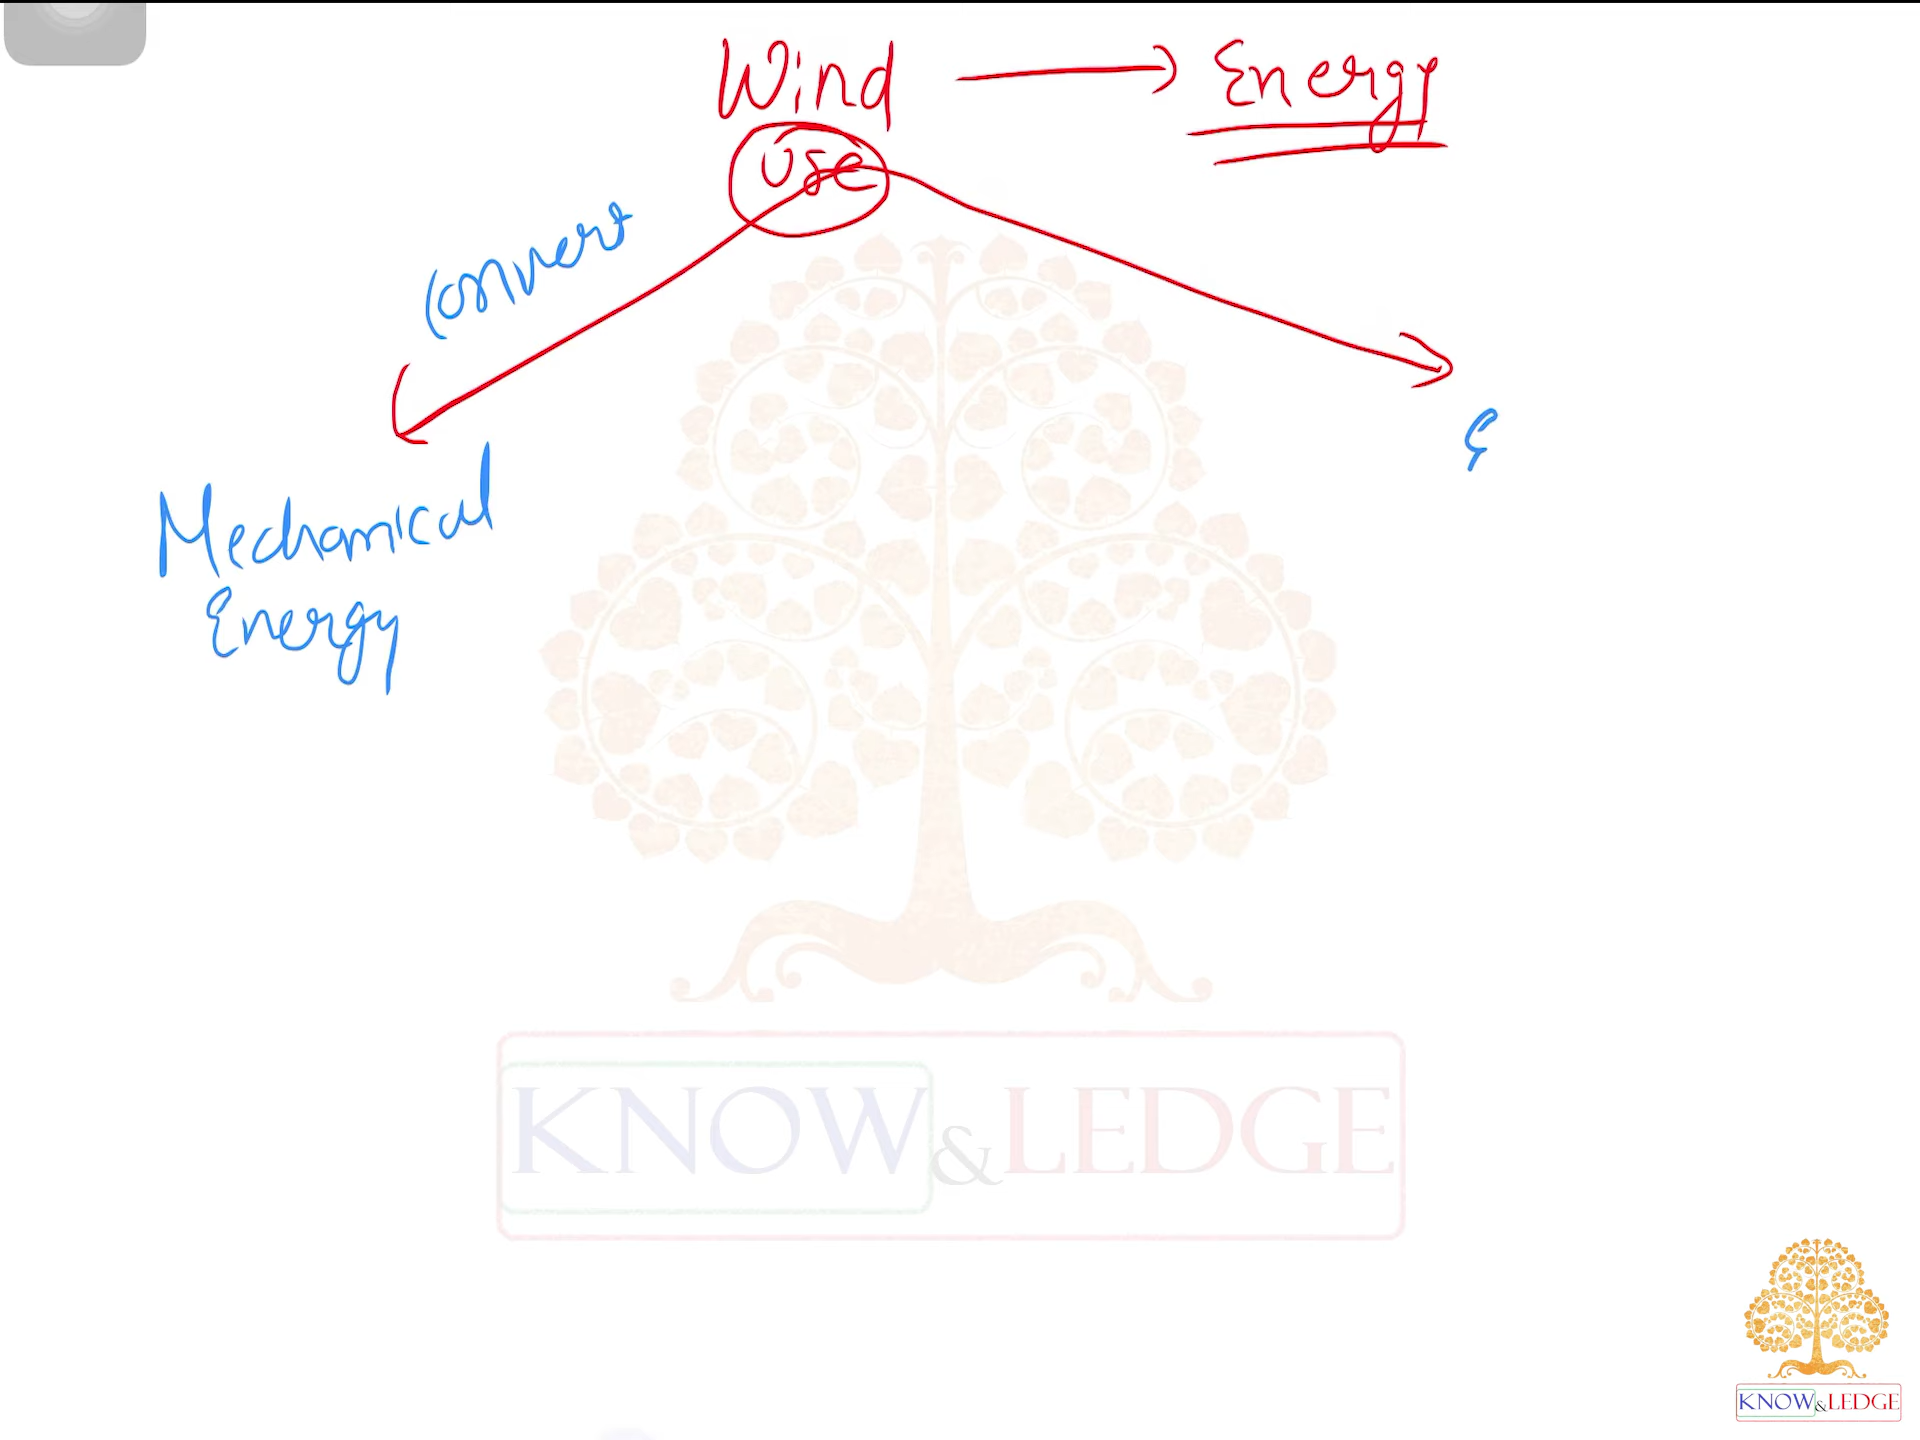 Wind → Energy
Use
Convert
Mechanical
Energy
KNOW&LEDGE
KNOW&LEDGE